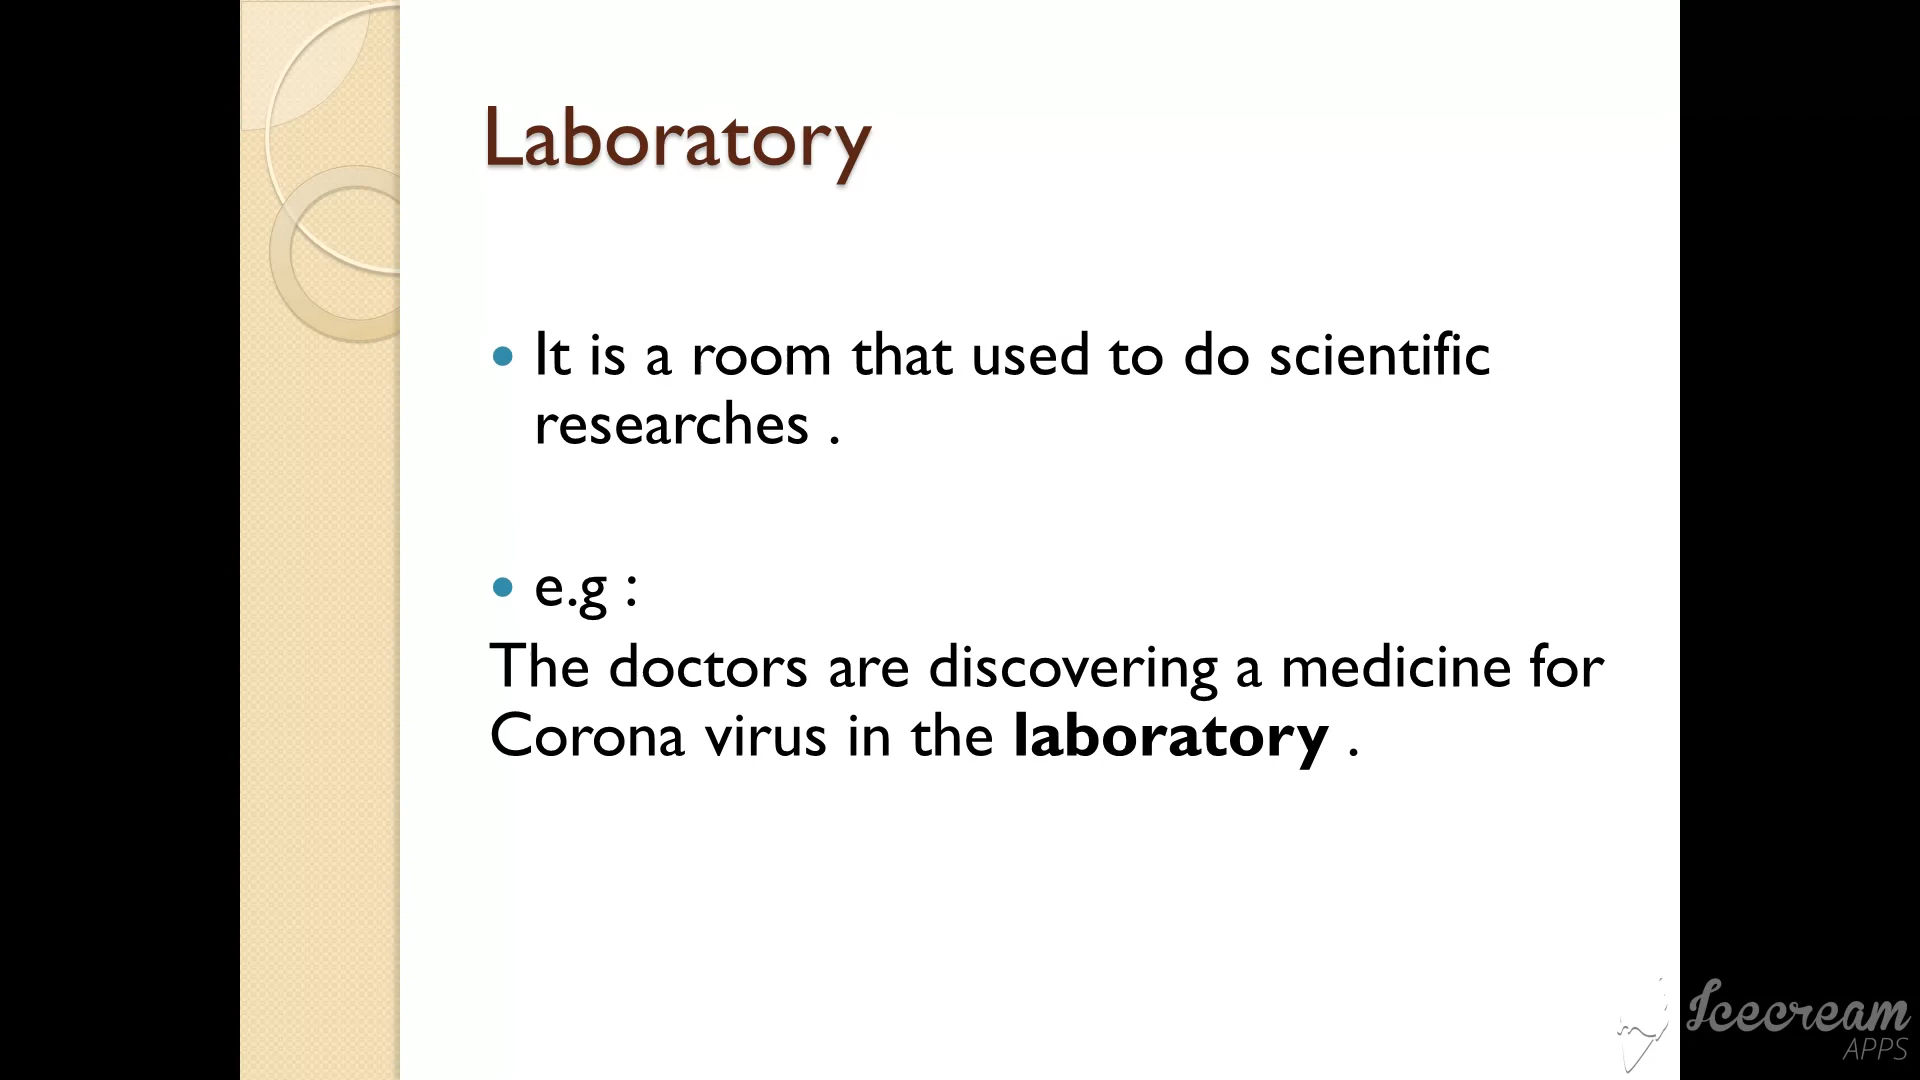 Laboratory
It is a room that used to do scientific
researches .
e.g :
The doctors are discovering a medicine for
Corona virus in the laboratory .
Icecream
APPS